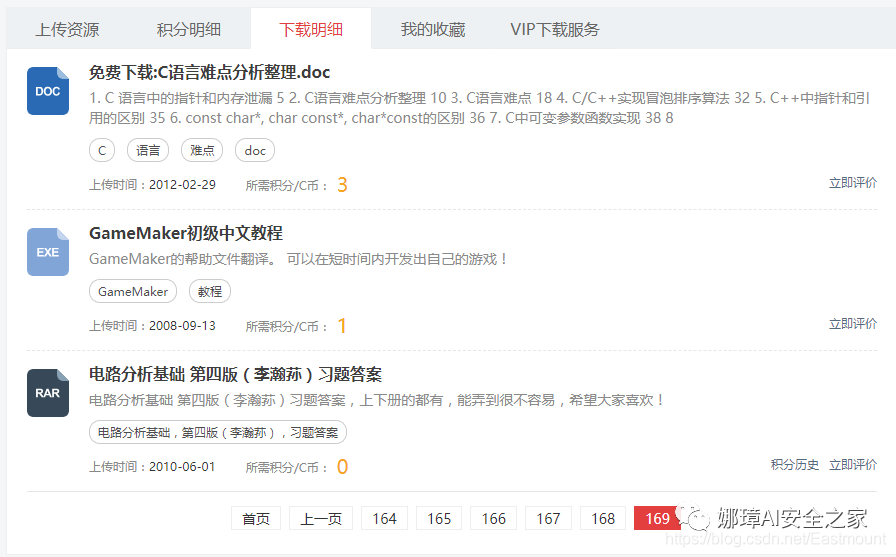 上传资源 积分明细 下载明细 我的收藏 VIP下载服务
DOC
免费下载:C语言难点分析整理.doc
1. C 语言中的指针和内存泄漏 5 2. C语言难点分析整理 10 3. C语言难点 18 4. C/C++实现冒泡排序算法 32 5. C++中指针和引
用的区别 35 6. const char*, char const*, char*const的区别 36 7. C中可变参数函数实现 38 8
C 语言 难点 doc
上传时间：2012-02-29 所需积分/C币： 3 立即评价
EXE
GameMaker初级中文教程
GameMaker的帮助文件翻译。 可以在短时间内开发出自己的游戏！
GameMaker 教程
上传时间：2008-09-13 所需积分/C币： 1 立即评价
RAR
电路分析基础 第四版（李瀚荪）习题答案
电路分析基础 第四版（李瀚荪）习题答案，上下册的都有，能弄到很不容易，希望大家喜欢！
电路分析基础，第四版（李瀚荪），习题答案
上传时间：2010-06-01 所需积分/C币： 0 积分历史 立即评价
首页 上一页 164 165 166 167 168 169 娜璋AI安全之家
https://blog.csdn.net/Eastmount